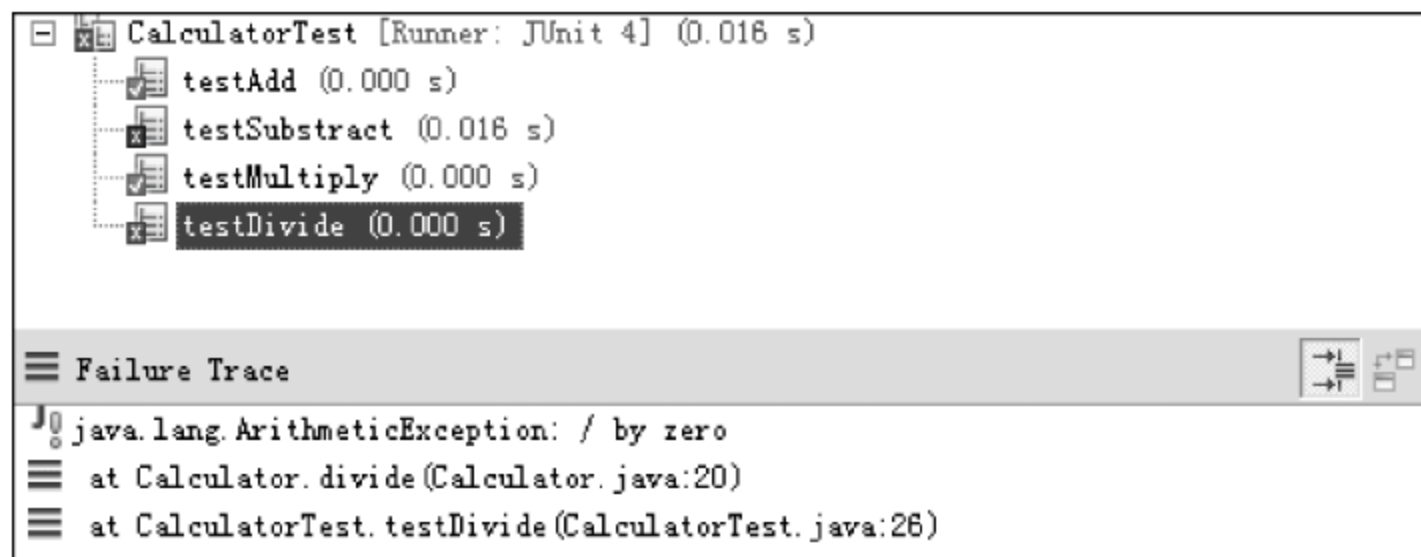 CalculatorTest [Runner: JUnit 4] (0.016 s)
testAdd (0.000 s)
testSubstract (0.016 s)
testMultiply (0.000 s)
testDivide (0.000 s)
Failure Trace
java.lang.ArithmeticException: / by zero
at Calculator.divide(Calculator.java:20)
at CalculatorTest.testDivide(CalculatorTest.java:26)